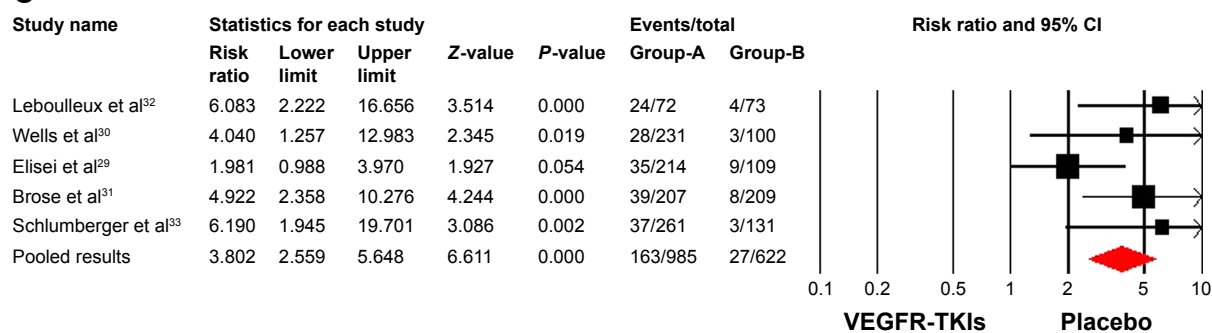 Study name Statistics for each study Events/total Risk ratio and 95% CI
Risk ratio Lower limit Upper limit Z-value P-value Group-A Group-B
Leboulleux et al32 6.083 2.222 16.656 3.514 0.000 24/72 4/73
Wells et al30 4.040 1.257 12.983 2.345 0.019 28/231 3/100
Elisei et al29 1.981 0.988 3.970 1.927 0.054 35/214 9/109
Brose et al31 4.922 2.358 10.276 4.244 0.000 39/207 8/209
Schlumberger et al33 6.190 1.945 19.701 3.086 0.002 37/261 3/131
Pooled results 3.802 2.559 5.648 6.611 0.000 163/985 27/622
0.1 0.2 0.5 1 2 5 10
VEGFR-TKIs Placebo